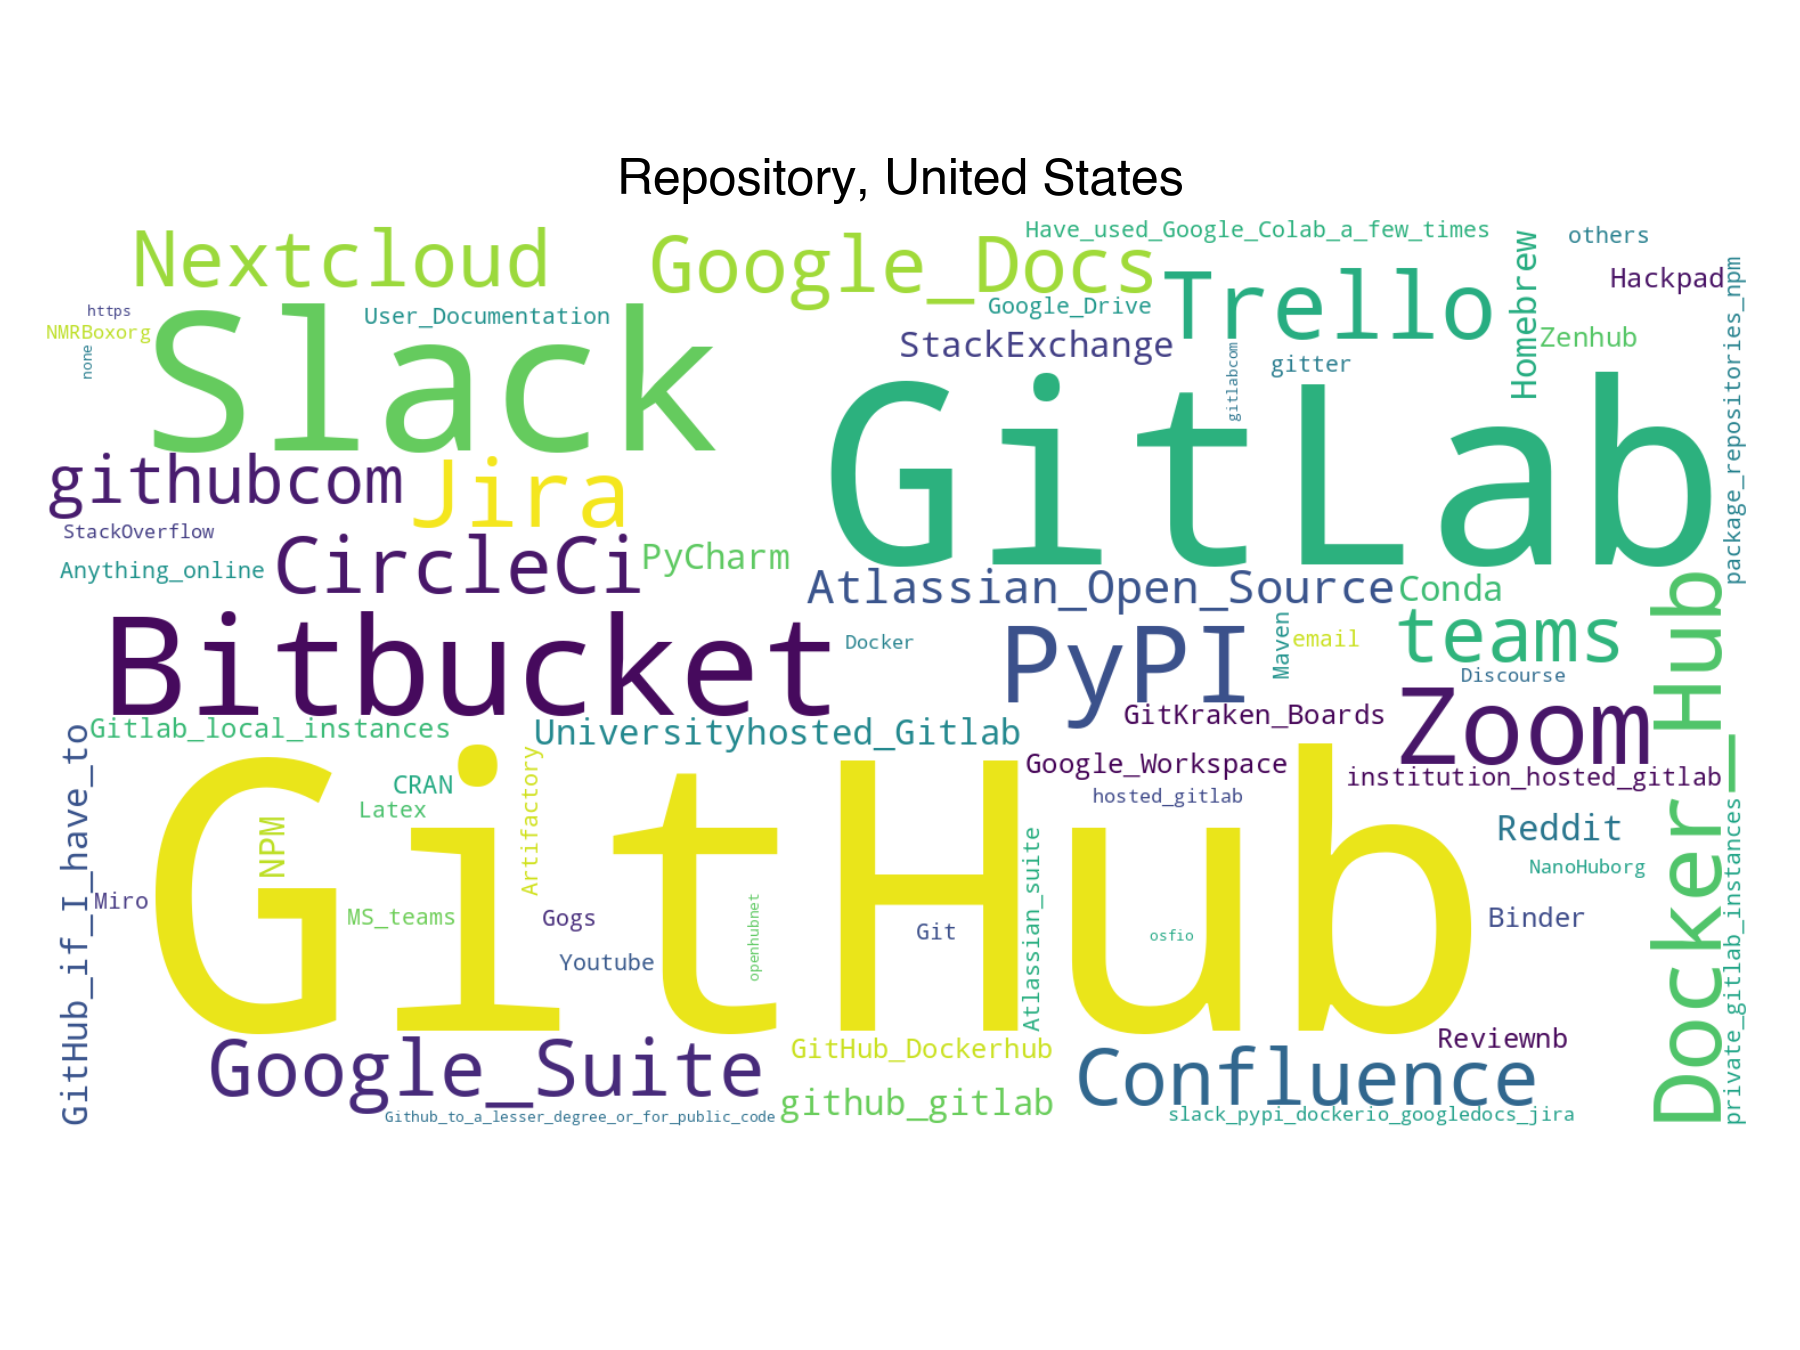 Repository, United States
Have_used_Google_Colab_a_few_times
others
Nextcloud
Google_Docs
Hackpad
Homebrew
package_repositories_npm
https
Google_Drive
Trello
User_Documentation
NMRBoxorg
Slack
StackExchange
Zenhub
none
gitlabcom
gitter
GitLab
githubcom
Jira
StackOverflow
CircleCi
PyCharm
Anything_online
Atlassian_Open_Source
Conda
Bitbucket
Docker
PyPI
Maven
email
teams
Discourse
Docker_Hub
Gitlab_local_instances
Universityhosted_Gitlab
GitKraken_Boards
Zoom
GitHub_if_I_have_to
Google_Workspace
institution_hosted_gitlab
CRAN
Artifactory
hosted_gitlab
Latex
NPM
Reddit
private_gitlab_instances
NanoHuborg
GitHub
Miro
MS_teams
Gogs
openhubnet
Git
Atlassian_suite
osfio
Binder
Youtube
Reviewnb
Google_Suite
GitHub_Dockerhub
Confluence
github_gitlab
Github_to_a_lesser_degree_or_for_public_code
slack_pypi_dockerio_googledocs_jira